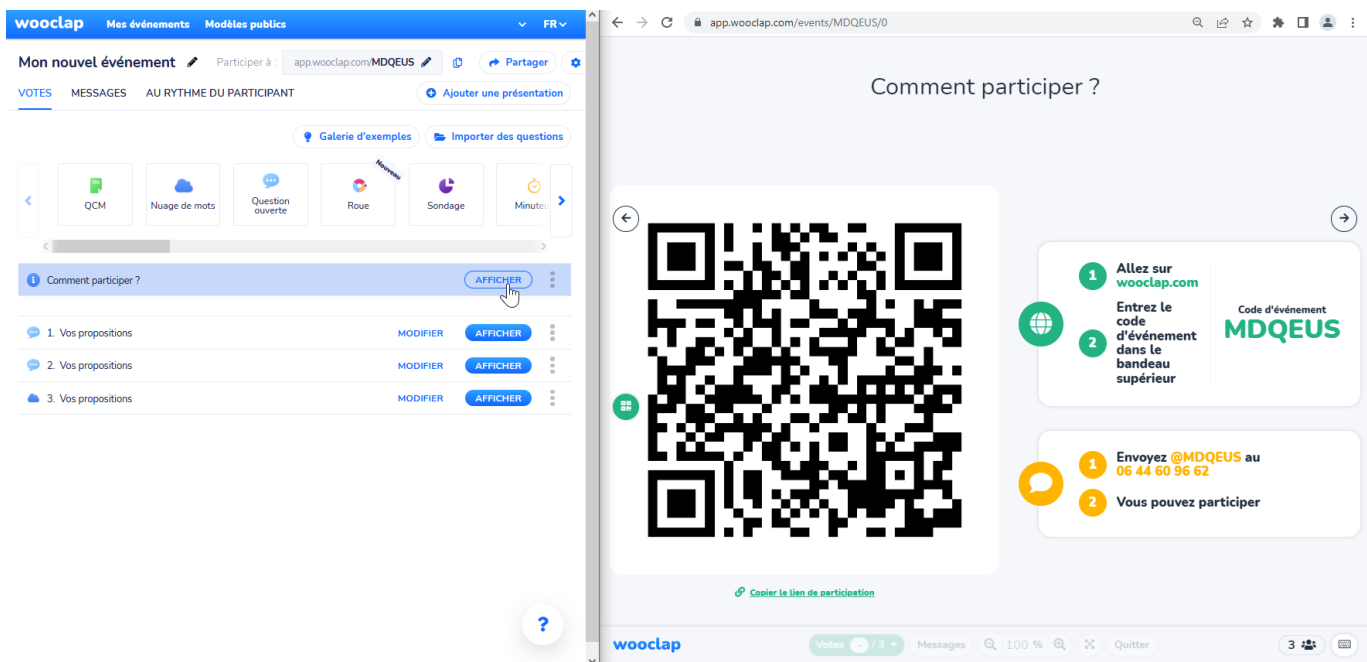 wooclap Mes événements Modèles publics FR
Mon nouvel événement Participer à : app.wooclap.com/MDQEUS Partager
VOTES MESSAGES AU RYTHME DU PARTICIPANT Ajouter une présentation
Galerie d'exemples Importer des questions
Nouveau
QCM
Nuage de mots
Question
ouverte
Roue
Sondage
Minuteu
Comment participer ? AFFICHER
1. Vos propositions MODIFIER AFFICHER
2. Vos propositions MODIFIER AFFICHER
3. Vos propositions MODIFIER AFFICHER
?
app.wooclap.com/events/MDQEUS/0
Comment participer ?
1 Allez sur
wooclap.com
2 Entrez le
code
d'événement
dans le
bandeau
supérieur
Code d'événement
MDQEUS
1 Envoyez @MDQEUS au
06 44 60 96 62
2 Vous pouvez participer
Copier le lien de participation
wooclap Votes - / 3 Messages 100 % Quitter 3